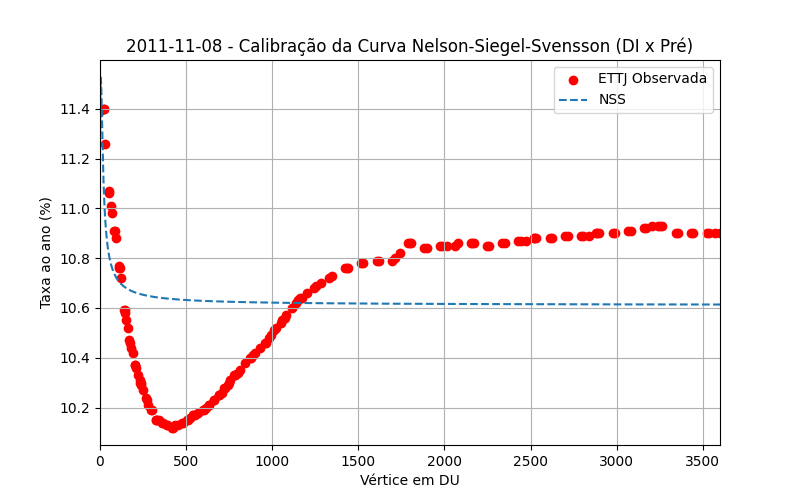 2011-11-08 - Calibração da Curva Nelson-Siegel-Svensson (DI x Pré)
ETTJ Observada
NSS
Taxa ao ano (%)
11.4
11.2
11.0
10.8
10.6
10.4
10.2
0 500 1000 1500 2000 2500 3000 3500
Vértice em DU